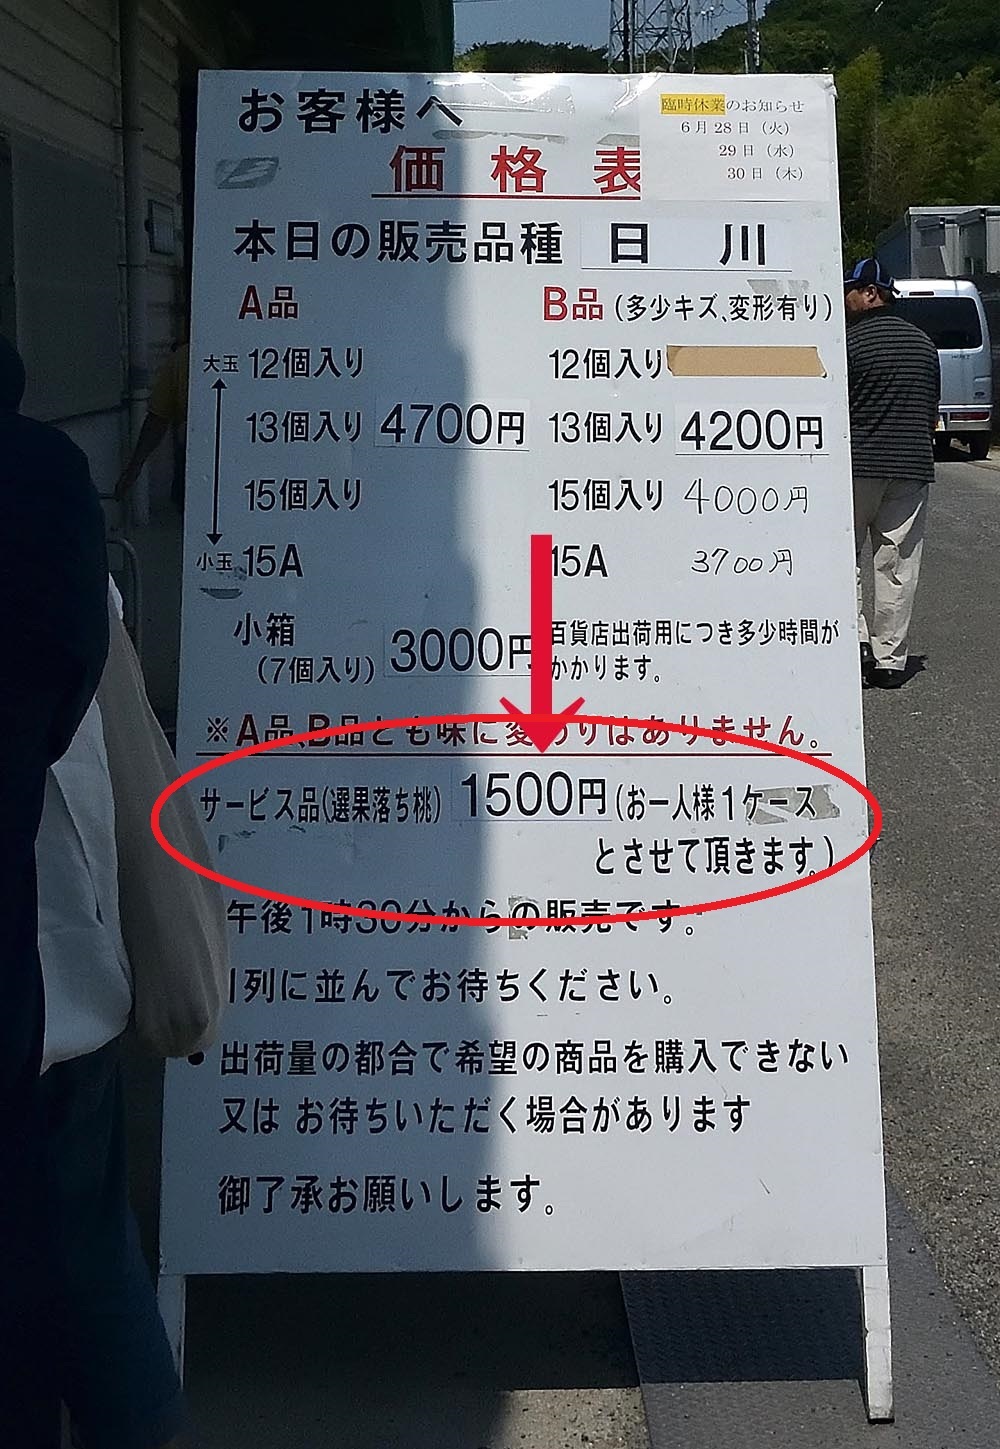 お客様へ
臨時休業のお知らせ
6月28日（火）
29日（水）
30日（木）
価格表
本日の販売品種 日川
A品 B品(多少キズ、変形有り)
大玉 12個入り 12個入り
13個入り 4700円 13個入り 4200円
15個入り 15個入り 4000円
小玉 15A 15A 3700円
小箱
(7個入り) 3000円
百貨店出荷用につき多少時間が
かかります。
※A品、B品とも味に変わりはありません。
サービス品(選果落ち桃) 1500円(お一人様1ケース
とさせて頂きます。)
午後1時30分からの販売です。
1列に並んでお待ちください。
・出荷量の都合で希望の商品を購入できない
又は お待ちいただく場合があります
御了承お願いします。